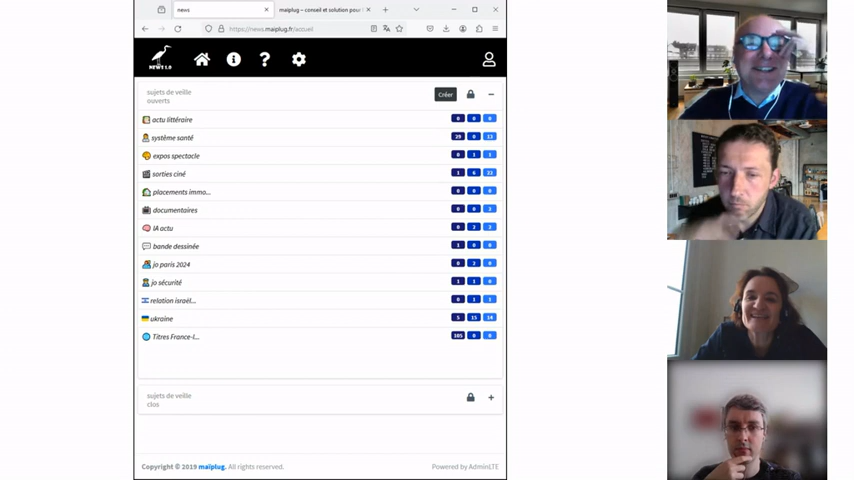 news
maïplug – conseil et solution pour
https://news.maiplug.fr/accueil
NEWS 1.0
sujets de veille
ouverts
Créer
actu littéraire 0 0 0
système santé 29 0 13
expos spectacle 0 1 1
sorties ciné 1 6 22
placements immo... 0 0 0
documentaires 0 0 2
IA actu 0 3 3
bande dessinée 1 0 0
jo paris 2024 0 2 0
jo sécurité 1 1 0
relation israël... 0 1 1
ukraine 5 15 14
Titres France-I... 105 0 0
sujets de veille
clos
Copyright © 2019 maiplug. All rights reserved.
Powered by AdminLTE